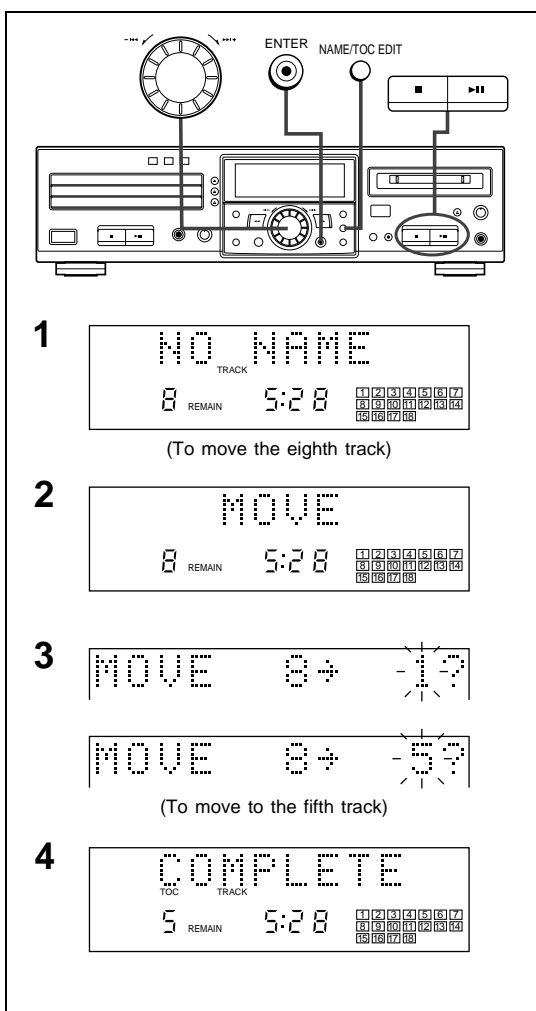 ENTER NAME/TOC EDIT
1
NO NAME
TRACK
8 REMAIN 5:28
1 2 3 4 5 6 7
8 9 10 11 12 13 14
15 16 17 18
(To move the eighth track)
2
MOVE
8 REMAIN 5:28
1 2 3 4 5 6 7
8 9 10 11 12 13 14
15 16 17 18
3
MOVE 8→ 1?
MOVE 8→ 5?
(To move to the fifth track)
4
COMPLETE
TOC TRACK
5 REMAIN 5:28
1 2 3 4 5 6 7
8 9 10 11 12 13 14
15 16 17 18